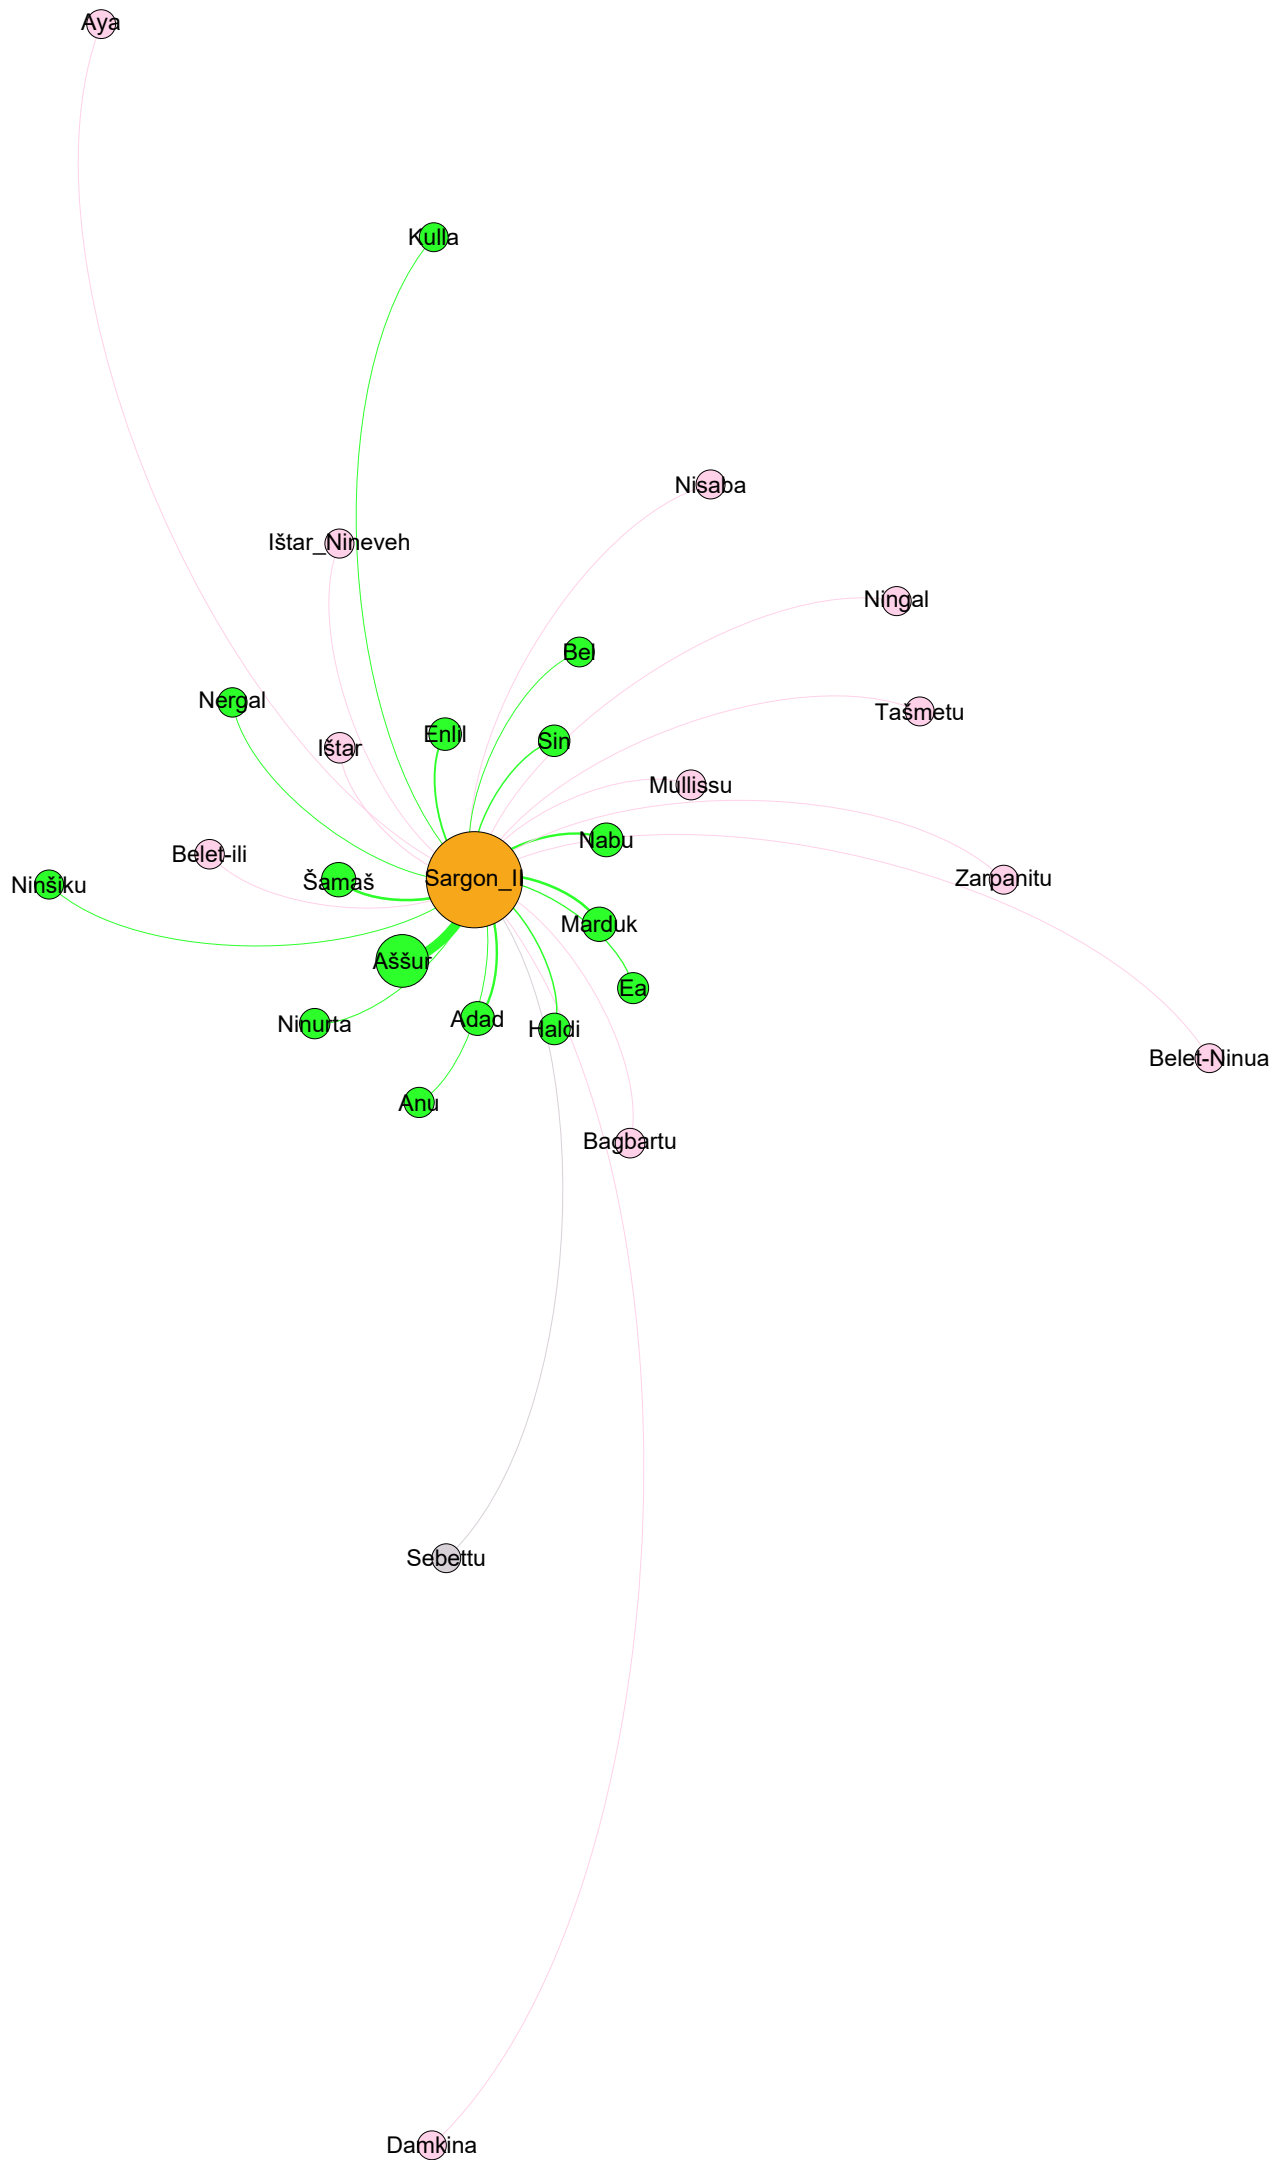 Aya
Kulla
Nisaba
Ištar_Nineveh
Ningal
Bel
Nergal
Tašmetu
Enlil
Sin
Ištar
Mullissu
Nabu
Belet-ili
Sargon_II
Zarpanitu
Šamaš
Ninšiku
Marduk
Aššur
Ea
Adad
Ninurta
Haldi
Belet-Ninua
Anu
Bagbartu
Sebettu
Damkina